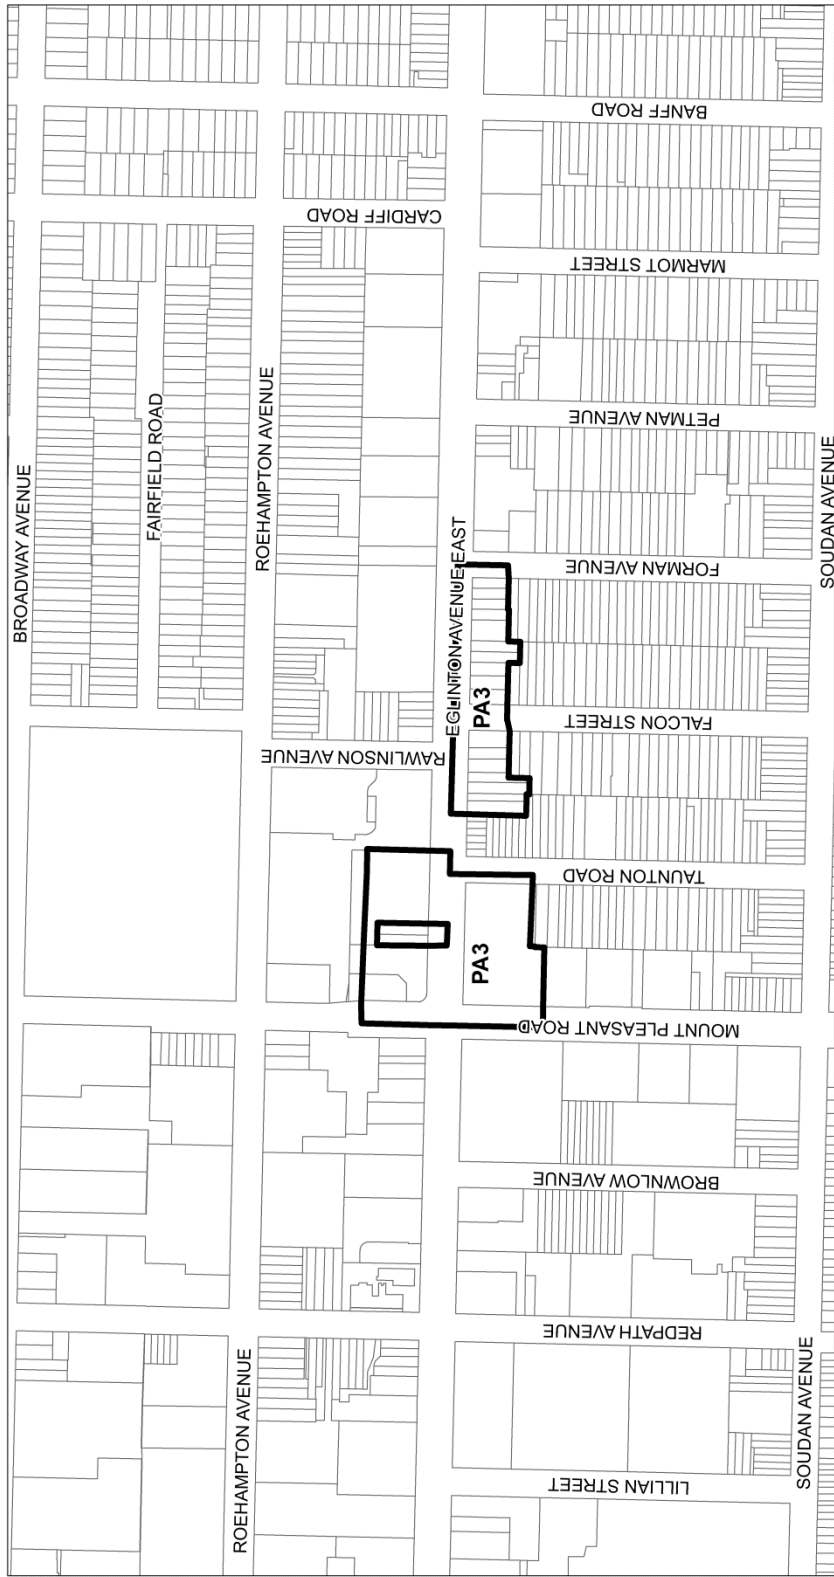 BROADWAY AVENUE
FAIRFIELD ROAD
ROEHAMPTON AVENUE
ROEHAMPTON AVENUE
EGLINTON AVENUE EAST
SOUDAN AVENUE
SOUDAN AVENUE
BANFF ROAD
CARDIFF ROAD
MARMOT STREET
PETMAN AVENUE
FORMAN AVENUE
FALCON STREET
RAWLINSON AVENUE
TAUNTON ROAD
MOUNT PLEASANT ROAD
BROWNLOW AVENUE
REDPATH AVENUE
LILLIAN STREET
PA3
PA3